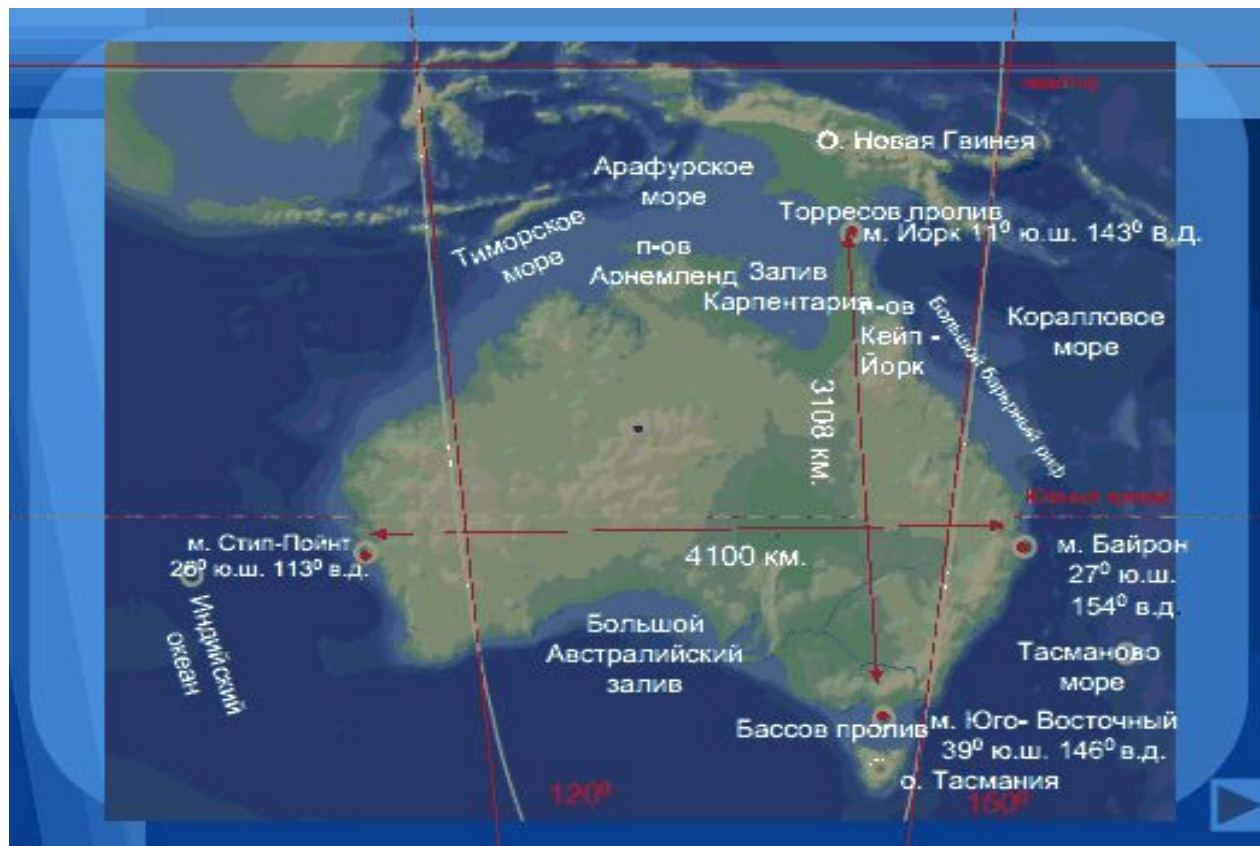 экватор
О. Новая Гвинея
Арафурское
море
Торресов пролив
м. Йорк 11⁰ ю.ш. 143⁰ в.д.
Тиморское
море
п-ов
Арнемленд
Залив
Карпентария
п-ов
Кейп -
Йорк
Большой барьрный риф
Коралловое
море
3108 км.
Южный тропик
м. Стип-Пойнт
26⁰ ю.ш. 113⁰ в.д.
4100 км.
м. Байрон
27⁰ ю.ш.
154⁰ в.д.
Индийский
океан
Большой
Австралийский
залив
Тасманово
море
Бассов пролив
м. Юго- Восточный
39⁰ ю.ш. 146⁰ в.д.
о. Тасмания
120⁰
150⁰